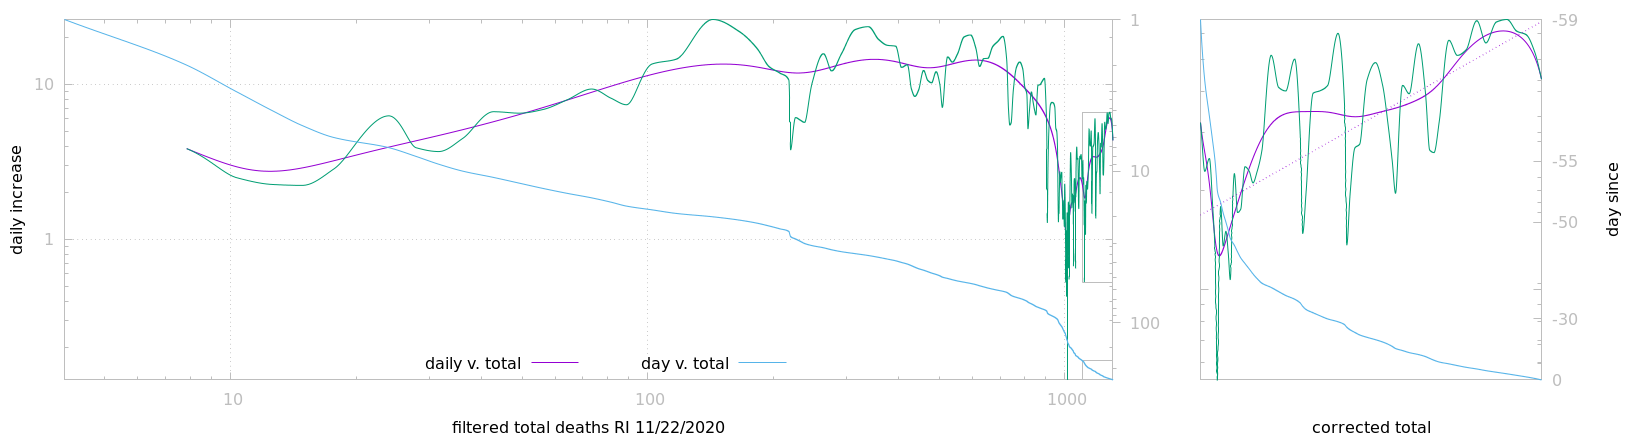 daily increase
10
1
10
100
1000
1
10
100
daily v. total
day v. total
filtered total deaths RI 11/22/2020
-59
-55
-50
-30
0
day since
corrected total